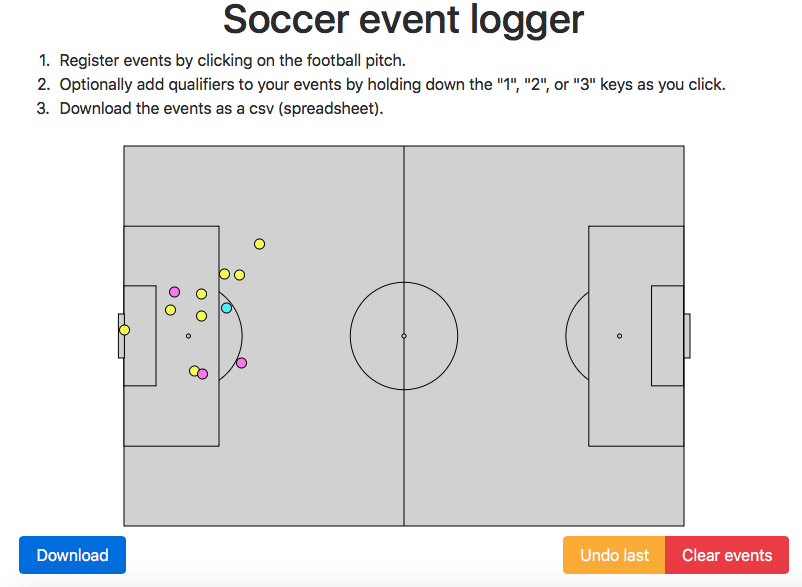 Soccer event logger
1. Register events by clicking on the football pitch.
2. Optionally add qualifiers to your events by holding down the "1", "2", or "3" keys as you click.
3. Download the events as a csv (spreadsheet).
Download
Undo last
Clear events